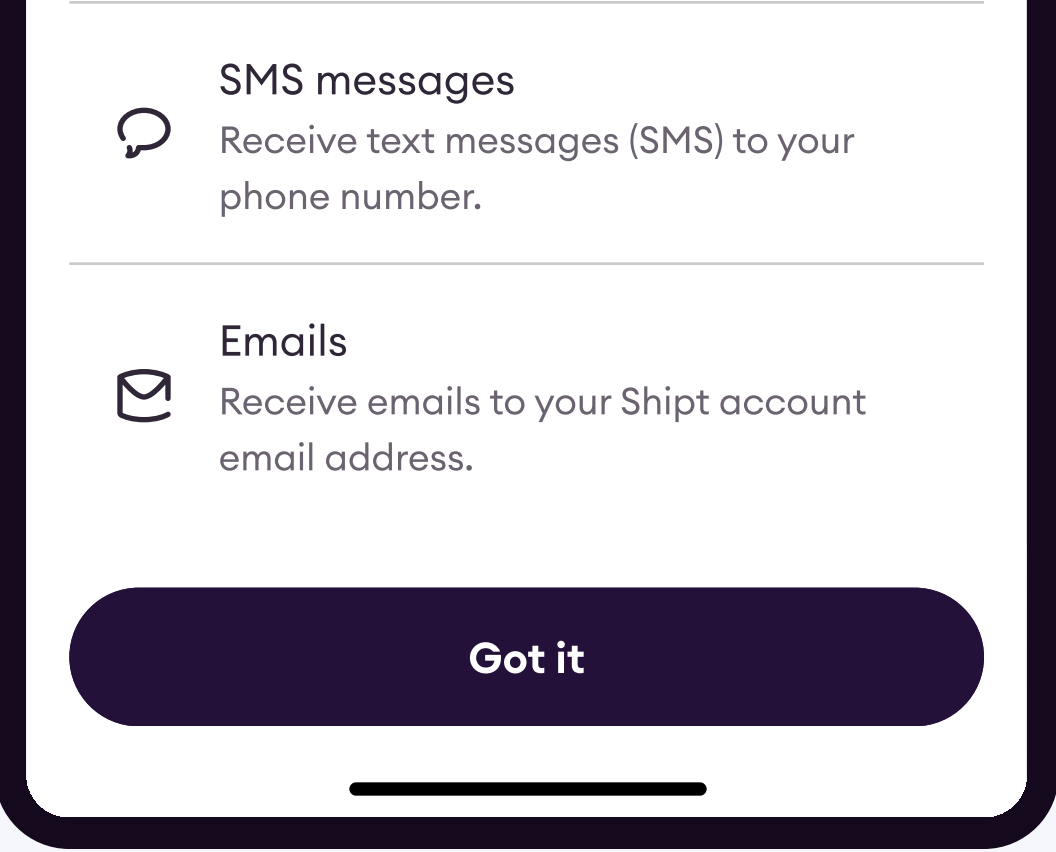 SMS messages
Receive text messages (SMS) to your
phone number.
Emails
Receive emails to your Shipt account
email address.
Got it